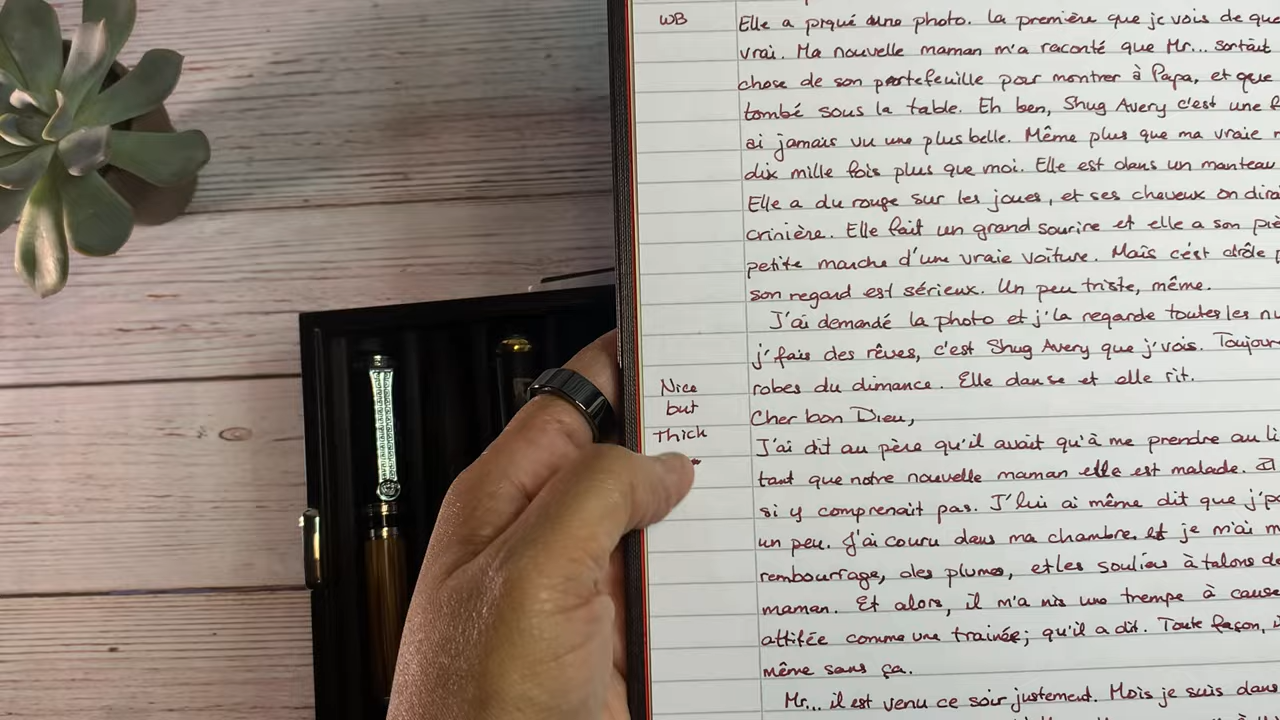 WB
Elle a piqué une photo. La première que je vois de
vrai. Ma nouvelle maman m'a raconté que Mr... sortait
chose de son portefeuille pour montrer à Papa, et que
tombé sous la table. Eh ben, Shug Avery c'est une
ai jamais vu une plus belle. Même plus que ma vraie
dix mille fois plus que moi. Elle est dans un manteau
Elle a du rouge sur les joues, et ses cheveux on
crinière. Elle fait un grand sourire et elle a son
petite marche d'une vraie voiture. Mais c'est drôle
son regard est sérieux. Un peu triste, même.
J'ai demandé la photo et j'la regarde toutes les
j'fais des rêves, c'est Shug Avery que j'vois.
robes du dimance. Elle danse et elle rit.
Nice
but
Thick
Cher bon Dieu,
J'ai dit au père qu'il avait qu'à me prendre au
tant que notre nouvelle maman elle est malade.
si y comprenait pas. J'lui ai même dit que
un peu. J'ai couru dans ma chambre et je m'ai
rembourrage, des plumes, et les souliers à talons
maman. Et alors, il m'a mis une trempe à cause
attifée comme une traînée; qu'il a dit. Toute façon,
même sans ça.
Mr... il est venu ce soir justement. Mois je suis dans